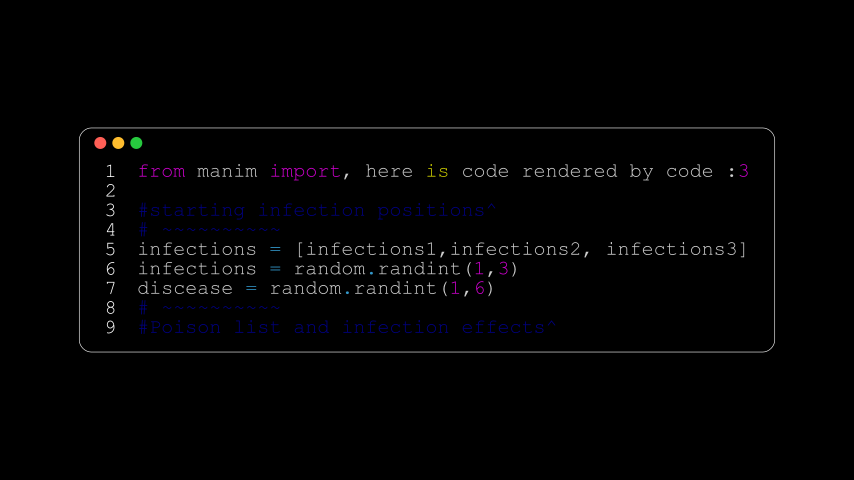 1 from manim import, here is code rendered by code :3
2
3 #starting infection positions^
4 # ~~~~~~~~~~
5 infections = [infections1,infections2, infections3]
6 infections = random.randint(1,3)
7 discease = random.randint(1,6)
8 # ~~~~~~~~~~
9 #Poison list and infection effects^